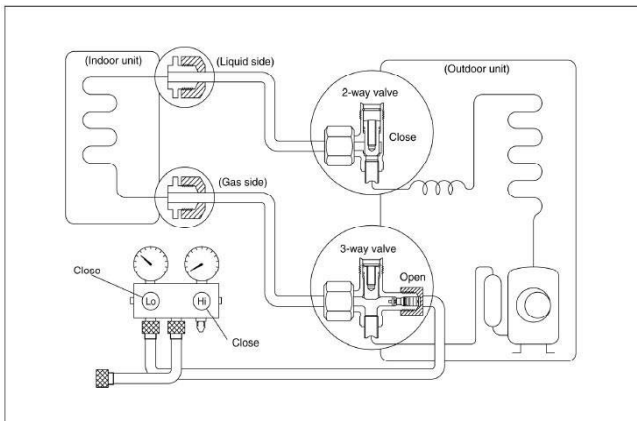 (Indoor unit)
(Liquid side)
(Outdoor unit)
2-way valve
Close
(Gas side)
3-way valve
Open
Close
Lo
Hi
Close